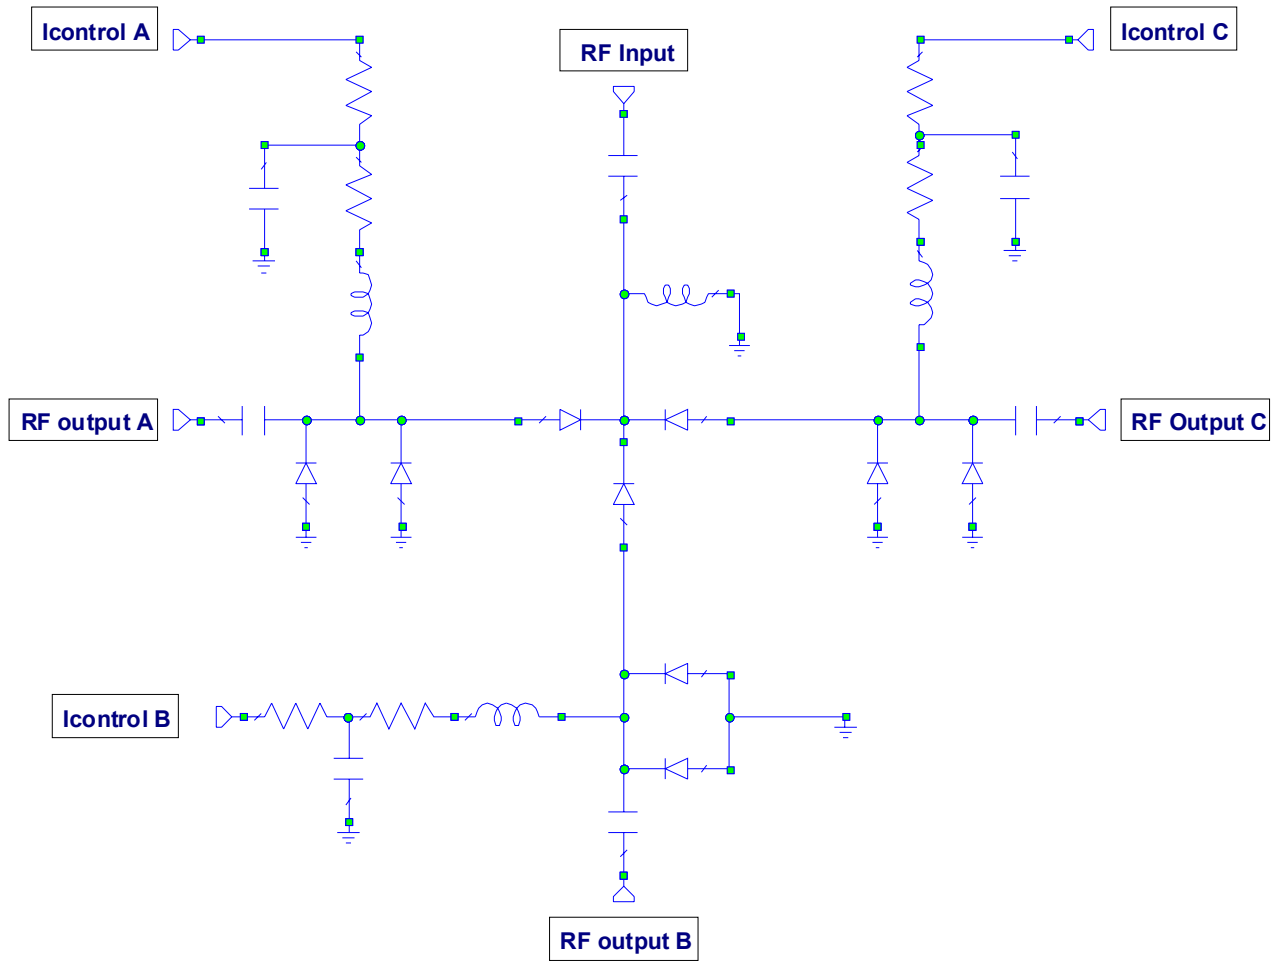 Icontrol A
RF Input
Icontrol C
RF output A
RF Output C
Icontrol B
RF output B